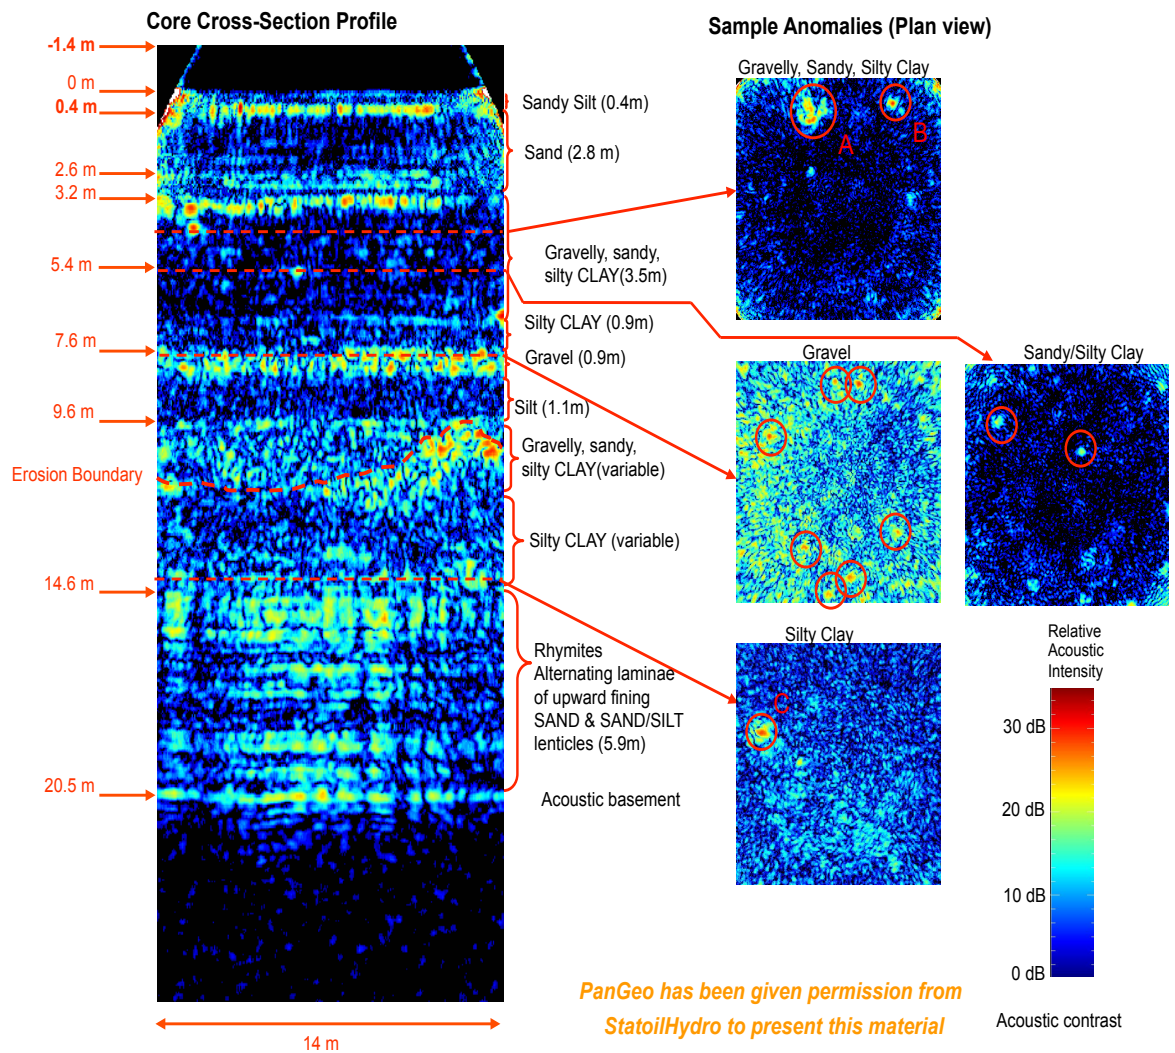 Core Cross-Section Profile
-1.4 m
0 m
0.4 m
2.6 m
3.2 m
5.4 m
7.6 m
9.6 m
Erosion Boundary
14.6 m
20.5 m
14 m
Sandy Silt (0.4m)
Sand (2.8 m)
Gravelly, sandy,
silty CLAY(3.5m)
Silty CLAY (0.9m)
Gravel (0.9m)
Silt (1.1m)
Gravelly, sandy,
silty CLAY(variable)
Silty CLAY (variable)
Rhymites
Alternating laminae
of upward fining
SAND & SAND/SILT
lenticles (5.9m)
Acoustic basement
Sample Anomalies (Plan view)
Gravelly, Sandy, Silty Clay
A
B
Gravel
Sandy/Silty Clay
Silty Clay
C
Relative
Acoustic
Intensity
30 dB
20 dB
10 dB
0 dB
Acoustic contrast
PanGeo has been given permission from
StatoilHydro to present this material